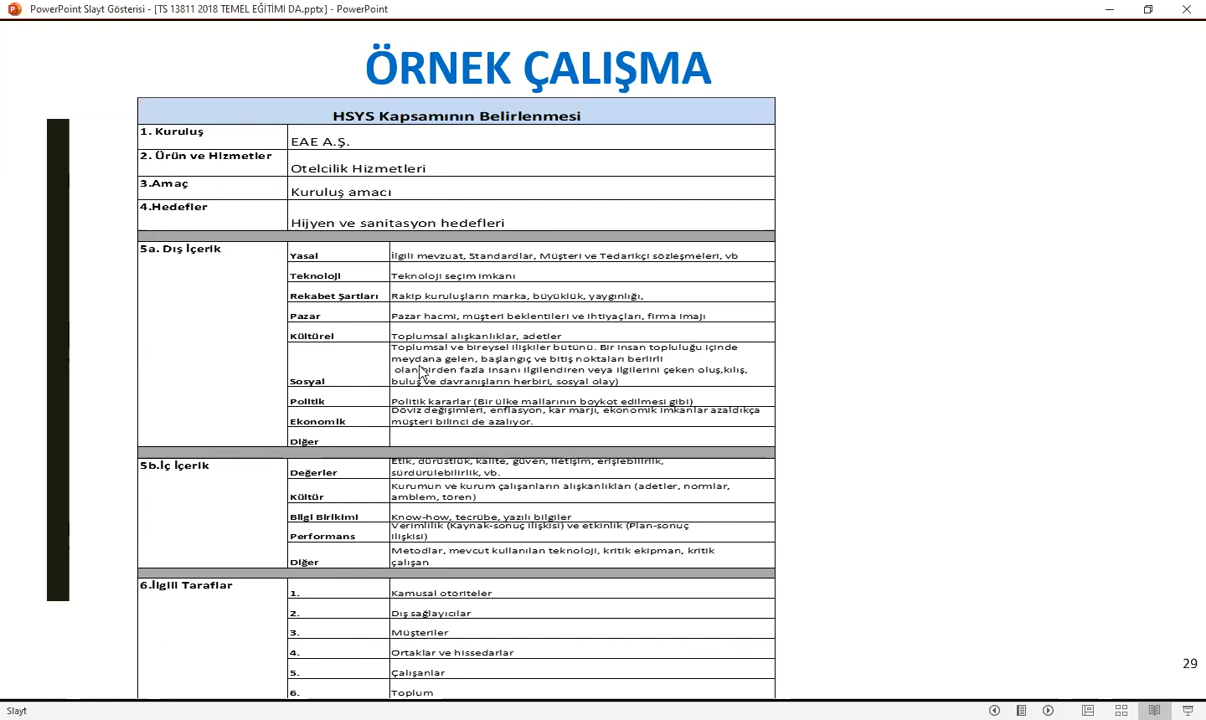 PowerPoint Slayt Gösterisi - [TS 13811 2018 TEMEL EĞİTİMİ DA.pptx] - PowerPoint
ÖRNEK ÇALIŞMA
HSYS Kapsamının Belirlenmesi
1. Kuruluş
EAE A.Ş.
2. Ürün ve Hizmetler
Otelcilik Hizmetleri
3.Amaç
Kuruluş amacı
4.Hedefler
Hijyen ve sanitasyon hedefleri
5a. Dış İçerik
Yasal İlgili mevzuat, Standardlar, Müşteri ve Tedarikçi sözleşmeleri, vb
Teknoloji Teknoloji seçim imkanı
Rekabet Şartları Rakip kuruluşların marka, büyüklük, yaygınlığı,
Pazar Pazar hacmi, müşteri beklentileri ve ihtiyaçları, firma imajı
Kültürel Toplumsal alışkanlıklar, adetler
Toplumsal ve bireysel ilişkiler bütünü. Bir insan topluluğu içinde
meydana gelen, başlangıç ve bitiş noktaları berlirli
olan birden fazla insanı ilgilendiren veya ilgilerini çeken oluş,kılış,
Sosyal buluş ve davranışların herbiri, sosyal olay)
Politik Politik kararlar (Bir ülke mallarının boykot edilmesi gibi)
Döviz değişimleri, enflasyon, kar marjı, ekonomik imkanlar azaldıkça
Ekonomik müşteri bilinci de azalıyor.
Diğer
5b.İç İçerik
Etik, dürüstlük, kalite, güven, iletişim, erişilebilirlik,
Değerler sürdürülebilirlik, vb.
Kurumun ve kurum çalışanların alışkanlıkları (adetler, normlar,
Kültür amblem, tören)
Bilgi Birikimi Know-how, tecrübe, yazılı bilgiler
Verimlilik (Kaynak-sonuç ilişkisi) ve etkinlik (Plan-sonuç
Performans ilişkisi)
Metodlar, mevcut kullanılan teknoloji, kritik ekipman, kritik
Diğer çalışan
6.İlgili Taraflar
1. Kamusal otoriteler
2. Dış sağlayıcılar
3. Müşteriler
4. Ortaklar ve hissedarlar
5. Çalışanlar
6. Toplum
29
Slayt